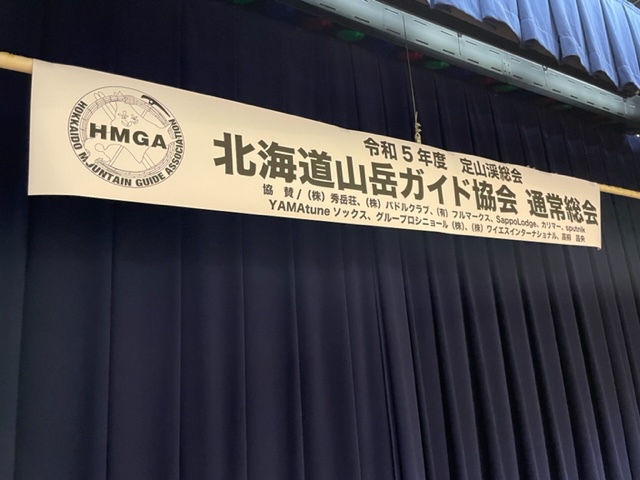 HOKKAIDO MOUNTAIN GUIDE ASSOCIATION
HMGA
令和5年度 定山渓総会
北海道山岳ガイド協会 通常総会
協 賛/(株)秀岳荘、(株)パドルクラブ、(有)フルマークス、SappoLodge、カリマー、sputnik
YAMAtune ソックス、グループロシニョール(株)、(株)ワイエスインターナショナル、高柳 昌央